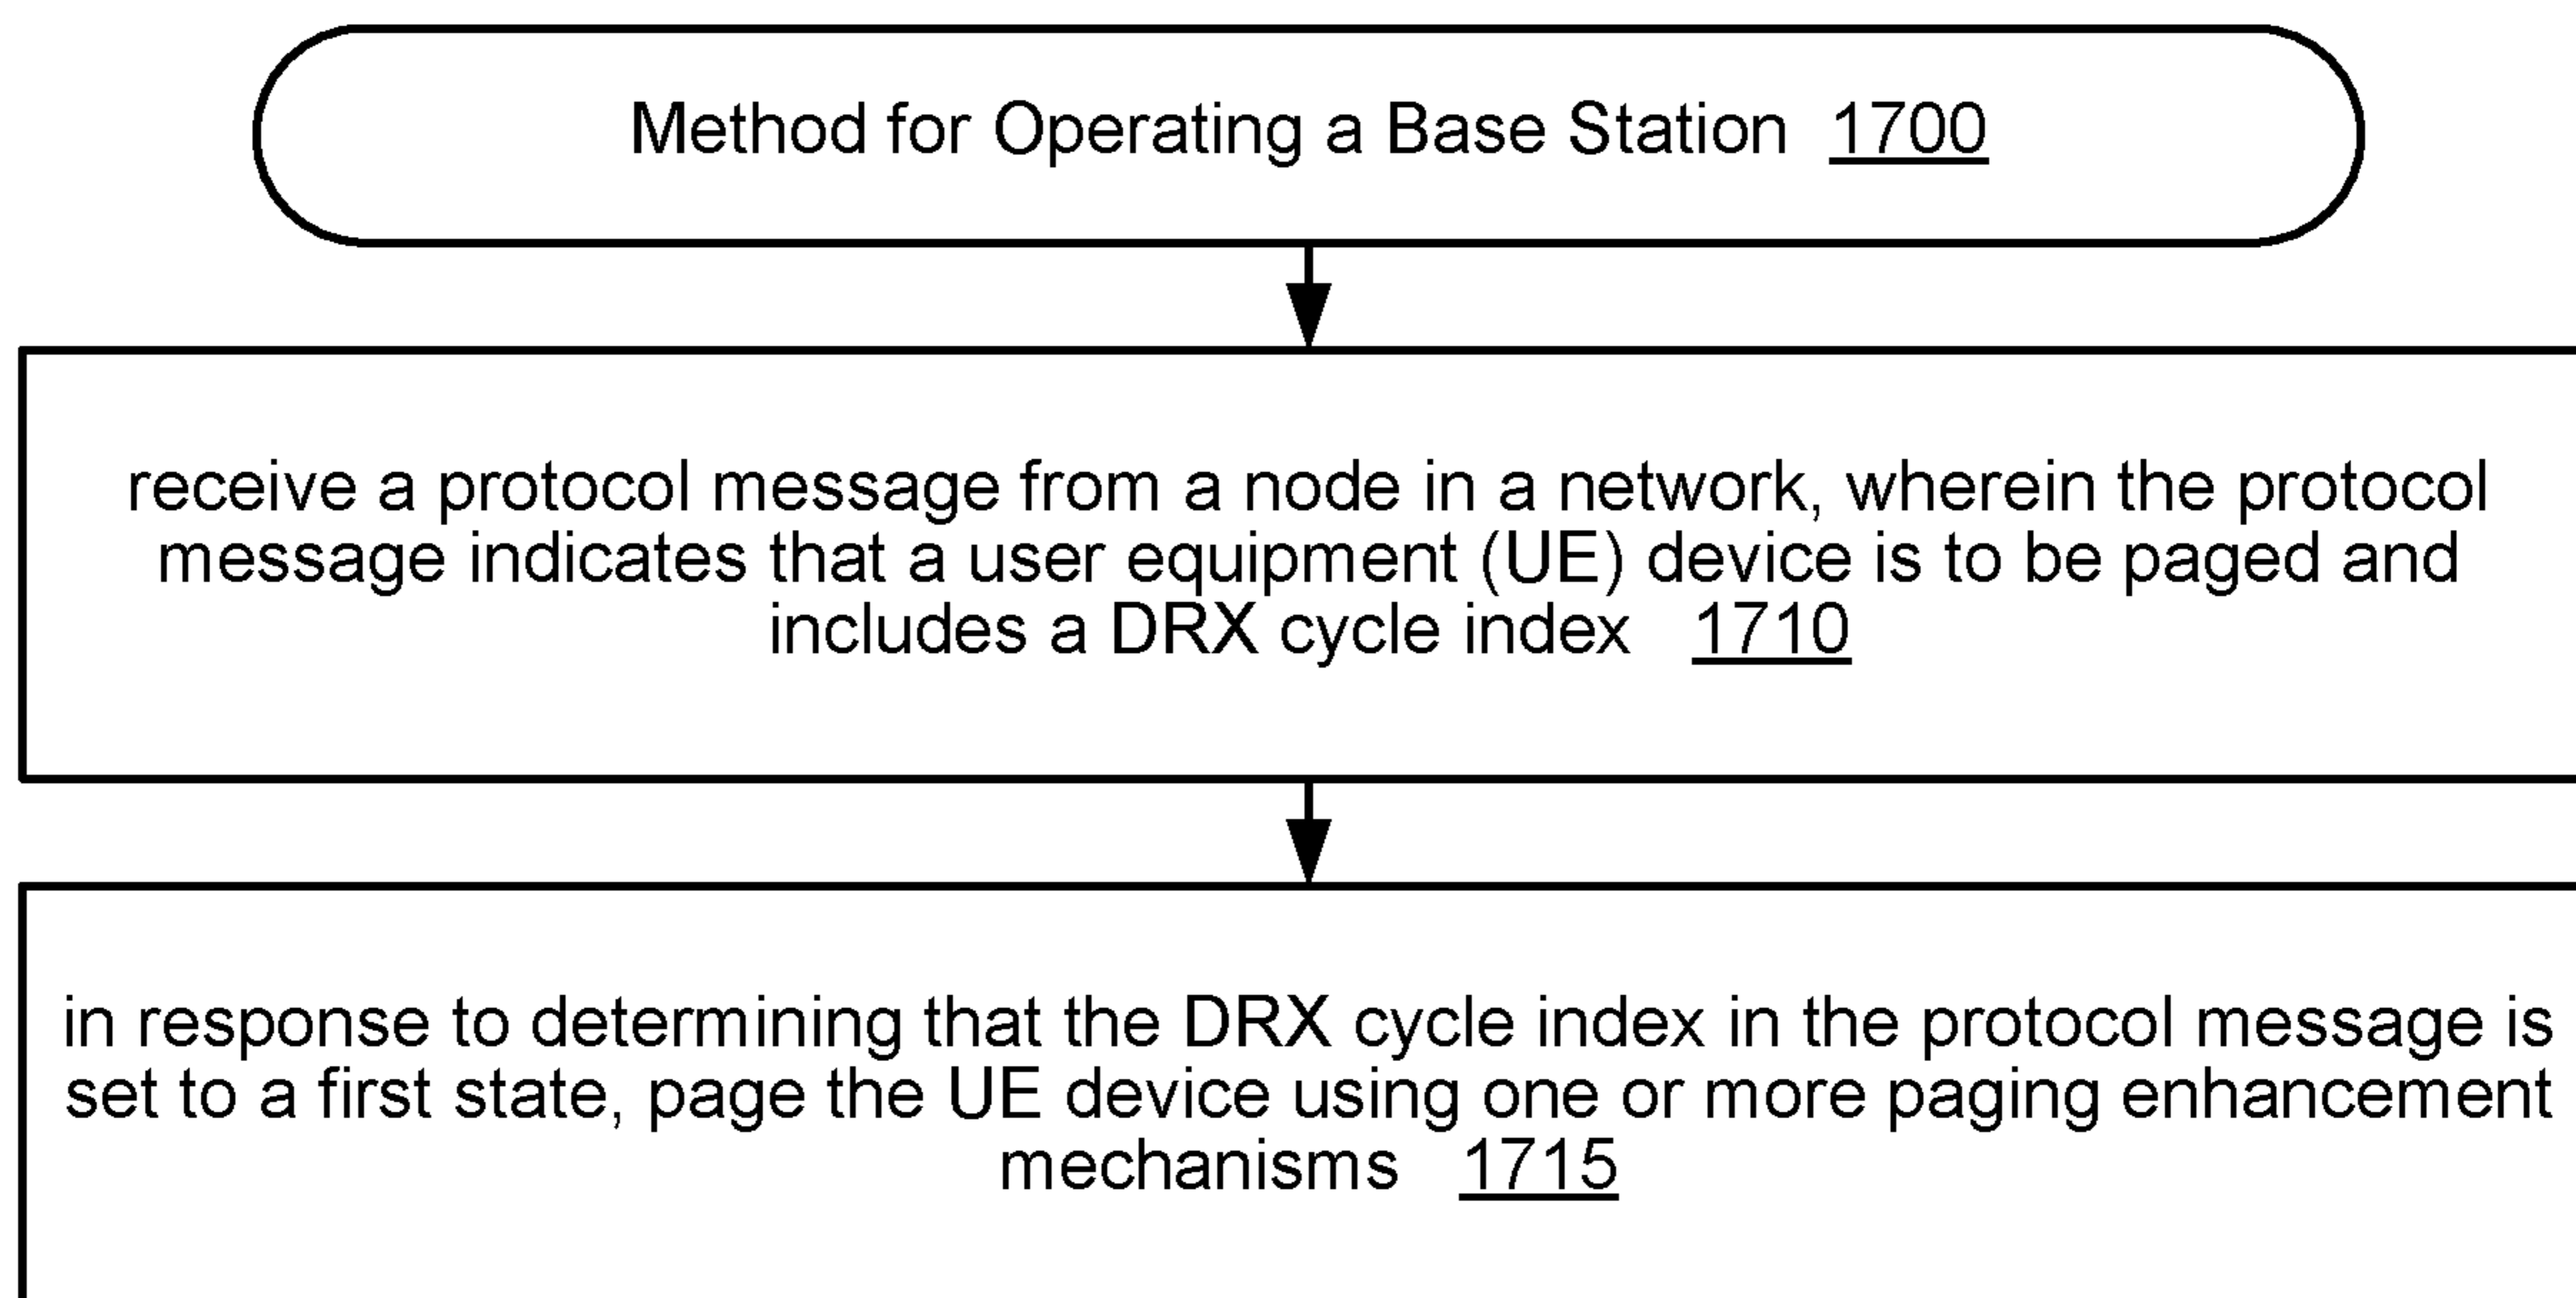 Method for Operating a Base Station 1700
receive a protocol message from a node in a network, wherein the protocol
message indicates that a user equipment (UE) device is to be paged and
includes a DRX cycle index 1710
in response to determining that the DRX cycle index in the protocol message is
set to a first state, page the UE device using one or more paging enhancement
mechanisms 1715